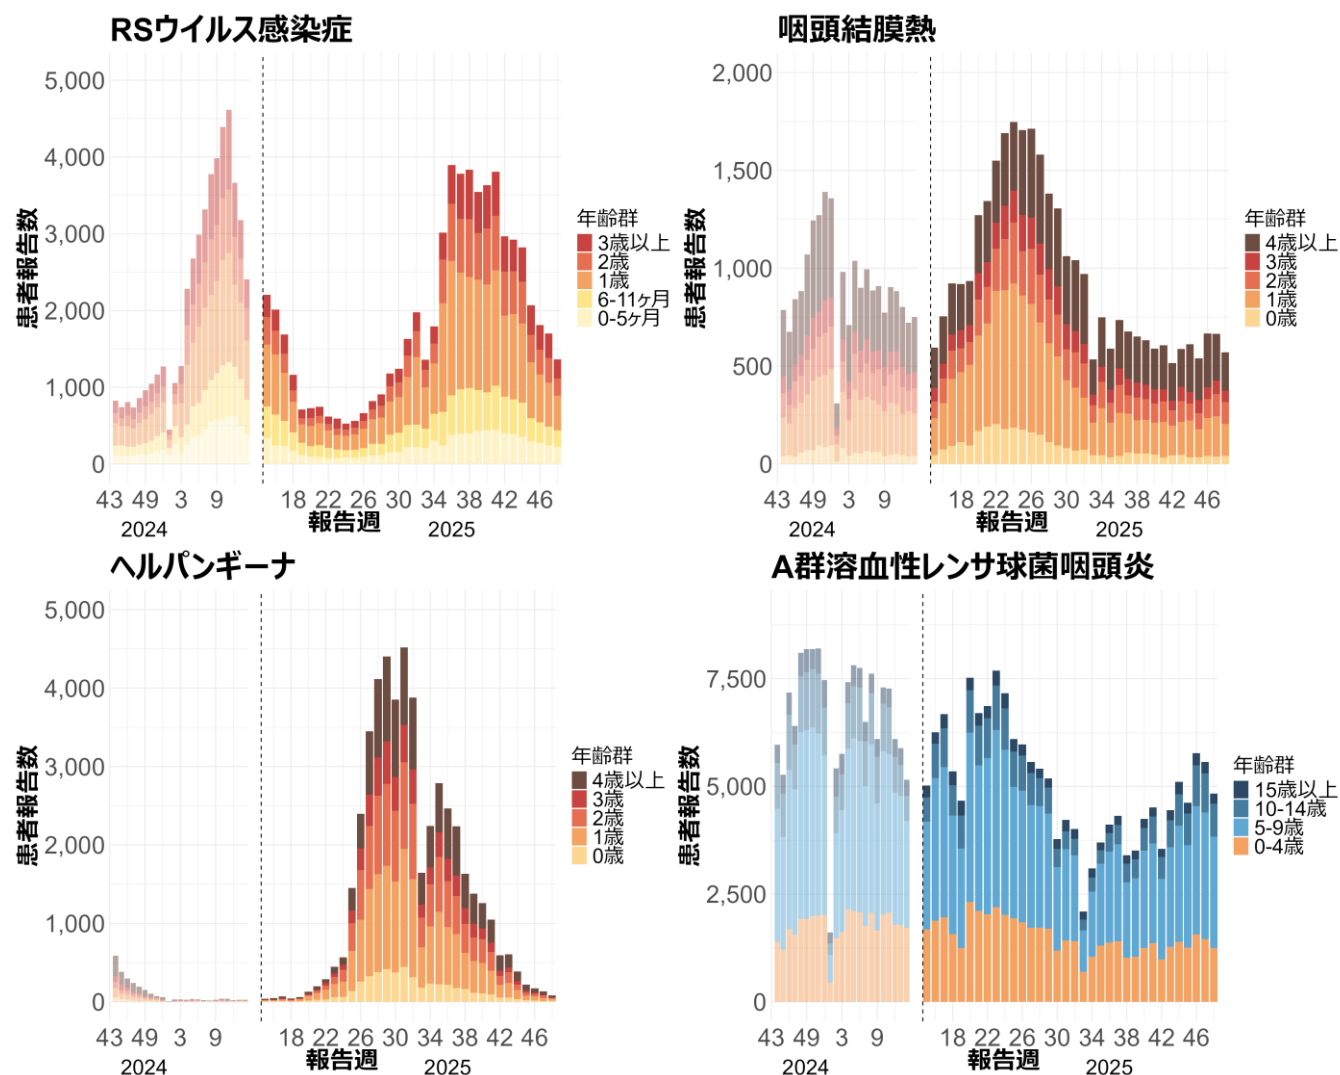 RSウイルス感染症
5,000
4,000
3,000
2,000
1,000
0
患者報告数
43 49 3 9 18 22 26 30 34 42 46
報告週
2024 2025
年齢群
3歳以上
2歳
1歳
6-11ヶ月
0-5ヶ月
咽頭結膜熱
2,000
1,500
1,000
500
0
患者報告数
43 49 3 9 18 22 26 30 34 42 46
報告週
2024 2025
年齢群
4歳以上
3歳
2歳
1歳
0歳
ヘルパンギーナ
5,000
4,000
3,000
2,000
1,000
0
患者報告数
43 49 3 9 18 22 26 30 34 42 46
報告週
2024 2025
年齢群
4歳以上
3歳
2歳
1歳
0歳
A群溶血性レンサ球菌咽頭炎
7,500
5,000
2,500
0
患者報告数
43 49 3 9 18 22 26 30 34 42 46
報告週
2024 2025
年齢群
15歳以上
10-14歳
5-9歳
0-4歳